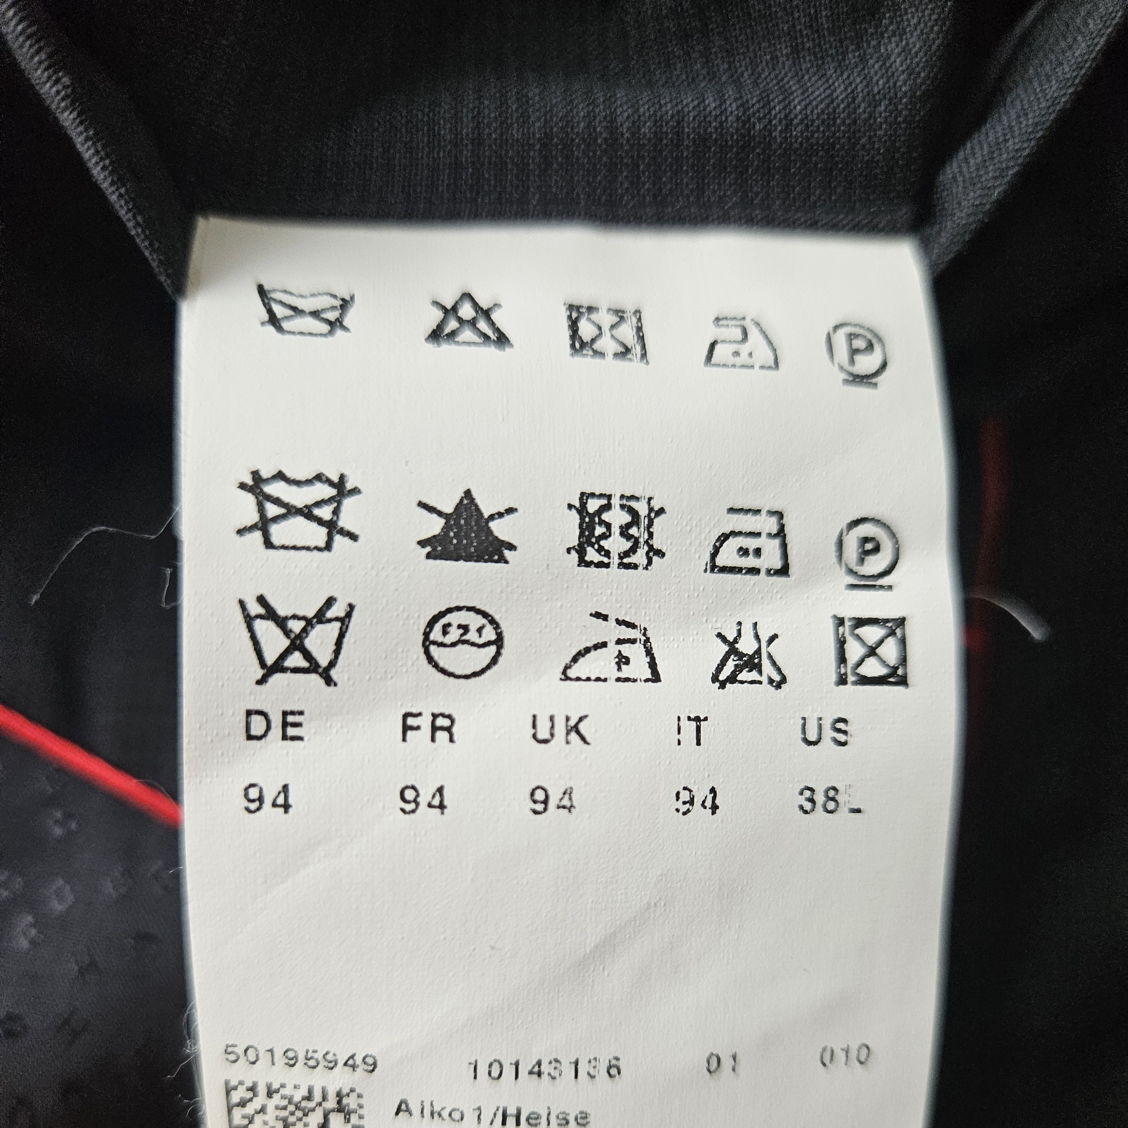 P
P
DE FR UK IT US
94 94 94 94 38L
50195949 10143136 01 010
Aiko1/Heise